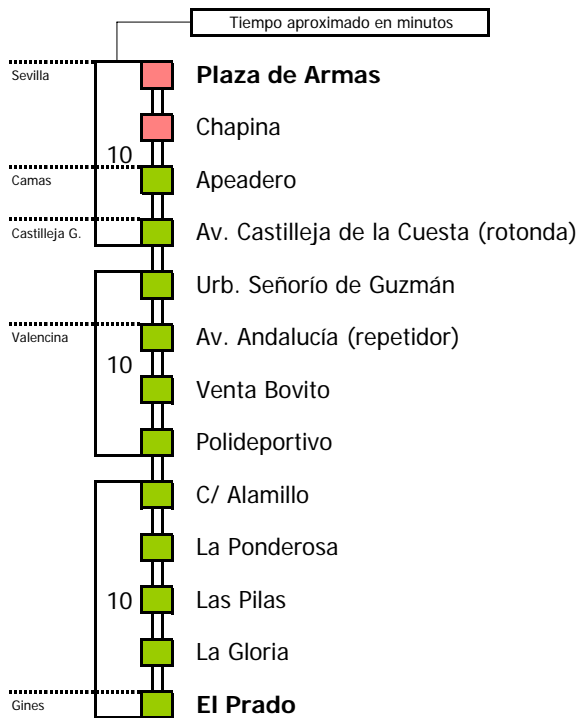 Tiempo aproximado en minutos
Sevilla
Plaza de Armas
Chapina
10
Camas
Apeadero
Castilleja G.
Av. Castilleja de la Cuesta (rotonda)
Urb. Señorío de Guzmán
Valencina
Av. Andalucía (repetidor)
10
Venta Bovito
Polideportivo
C/ Alamillo
La Ponderosa
10
Las Pilas
La Gloria
Gines
El Prado